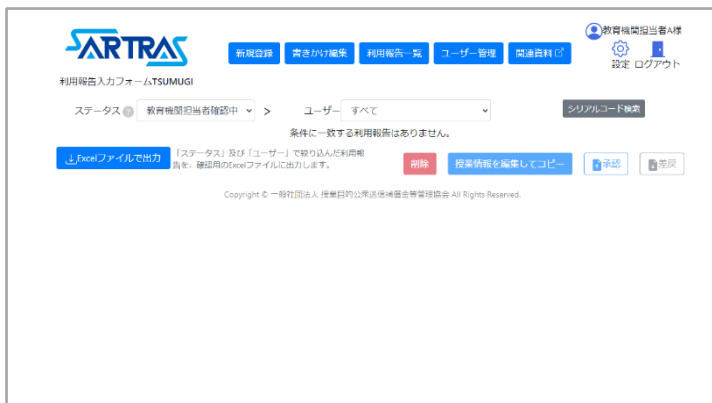 SARTRAS
新規登録 書きかけ編集 利用報告一覧 ユーザー管理 関連資料
教育機関担当者A様
設定 ログアウト
利用報告入力フォームTSUMUGI
ステータス ? 教育機関担当者確認中 > ユーザー すべて シリアルコード検索
条件に一致する利用報告はありません。
Excelファイルで出力 「ステータス」及び「ユーザー」で絞り込んだ利用報
告を、確認用のExcelファイルに出力します。
削除 授業情報を編集してコピー 承認 差戻
Copyright © 一般社団法人 授業目的公衆送信補償金等管理協会 All Rights Reserved.